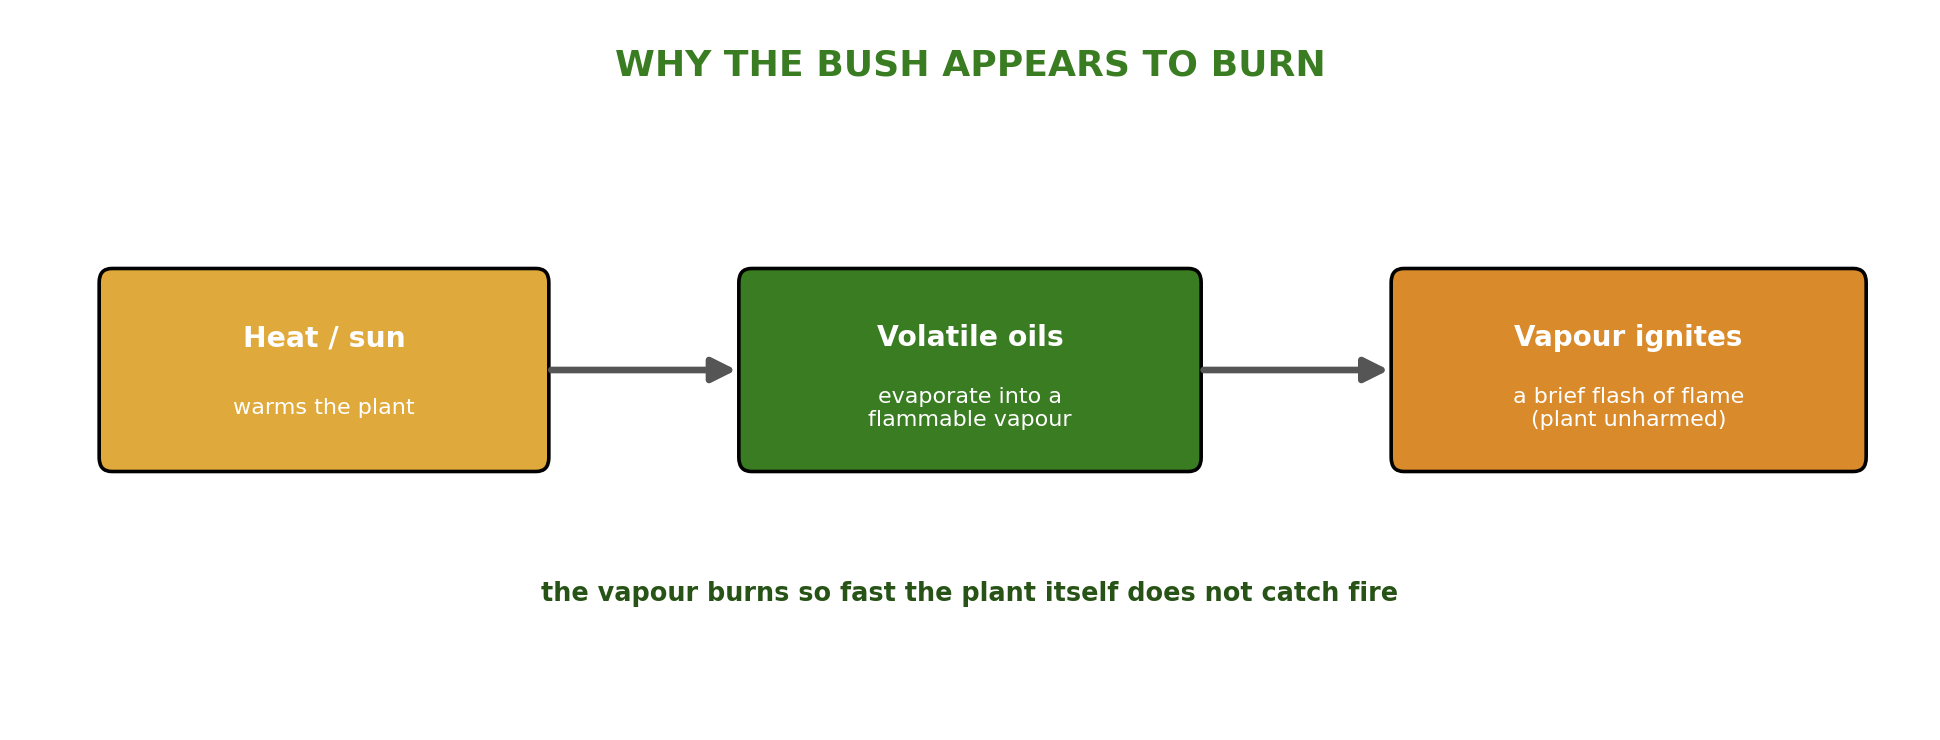 WHY THE BUSH APPEARS TO BURN
Heat / sun
warms the plant
Volatile oils
evaporate into a
flammable vapour
Vapour ignites
a brief flash of flame
(plant unharmed)
the vapour burns so fast the plant itself does not catch fire